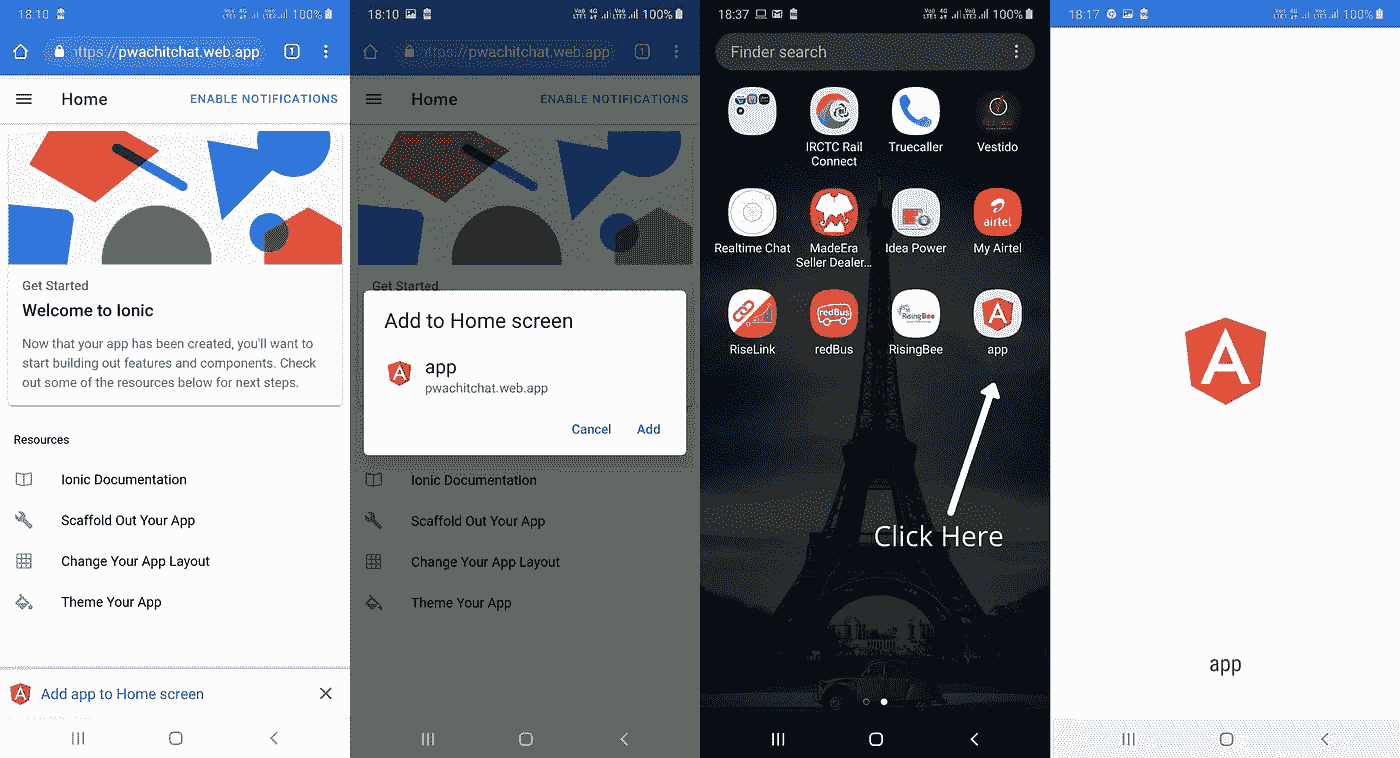 18:10
100%
https://pwachitchat.web.app
1
Home
ENABLE NOTIFICATIONS
Get Started
Welcome to Ionic
Now that your app has been created, you'll want to
start building out features and components. Check
out some of the resources below for next steps.
Resources
Ionic Documentation
Scaffold Out Your App
Change Your App Layout
Theme Your App
Add app to Home screen
18:10
100%
https://pwachitchat.web.app
1
Home
ENABLE NOTIFICATIONS
Get Started
Add to Home screen
app
pwachitchat.web.app
Cancel
Add
Ionic Documentation
Scaffold Out Your App
Change Your App Layout
Theme Your App
18:37
100%
Finder search
IRCTC Rail
Connect
Truecaller
Vestido
airtel
Realtime Chat
MadeEra
Seller Dealer...
Idea Power
My Airtel
redBus
RisingBee
RiseLink
redBus
RisingBee
app
Click Here
18:17
100%
app